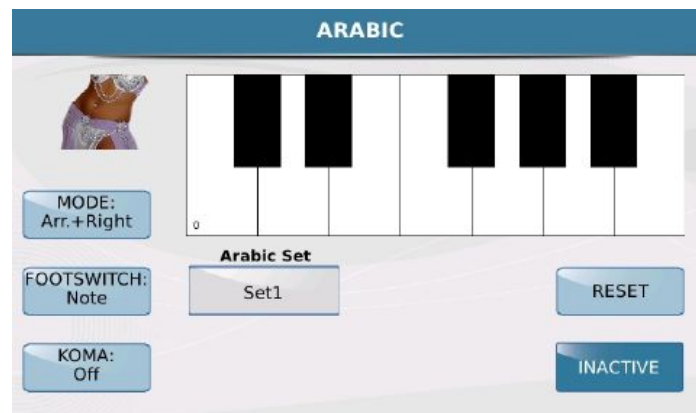 ARABIC
MODE:
Arr.+Right
0
Arabic Set
FOOTSWITCH:
Note
Set1
RESET
KOMA:
Off
INACTIVE